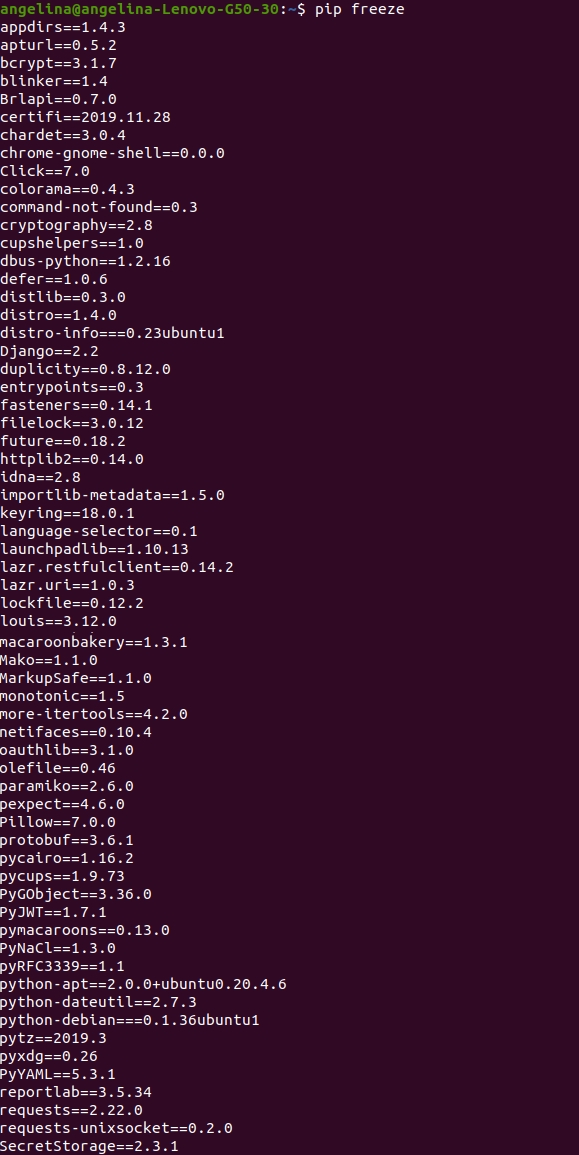 angelina@angelina-Lenovo-G50-30:~$ pip freeze
appdirs==1.4.3
apturl==0.5.2
bcrypt==3.1.7
blinker==1.4
Brlapi==0.7.0
certifi==2019.11.28
chardet==3.0.4
chrome-gnome-shell==0.0.0
Click==7.0
colorama==0.4.3
command-not-found==0.3
cryptography==2.8
cupshelpers==1.0
dbus-python==1.2.16
defer==1.0.6
distlib==0.3.0
distro==1.4.0
distro-info===0.23ubuntu1
Django==2.2
duplicity==0.8.12.0
entrypoints==0.3
fasteners==0.14.1
filelock==3.0.12
future==0.18.2
httplib2==0.14.0
idna==2.8
importlib-metadata==1.5.0
keyring==18.0.1
language-selector==0.1
launchpadlib==1.10.13
lazr.restfulclient==0.14.2
lazr.uri==1.0.3
lockfile==0.12.2
louis==3.12.0
macaroonbakery==1.3.1
Mako==1.1.0
MarkupSafe==1.1.0
monotonic==1.5
more-itertools==4.2.0
netifaces==0.10.4
oauthlib==3.1.0
olefile==0.46
paramiko==2.6.0
pexpect==4.6.0
Pillow==7.0.0
protobuf==3.6.1
pycairo==1.16.2
pycups==1.9.73
PyGObject==3.36.0
PyJWT==1.7.1
pymacaroons==0.13.0
PyNaCl==1.3.0
pyRFC3339==1.1
python-apt==2.0.0+ubuntu0.20.4.6
python-dateutil==2.7.3
python-debian===0.1.36ubuntu1
pytz==2019.3
pyxdg==0.26
PyYAML==5.3.1
reportlab==3.5.34
requests==2.22.0
requests-unixsocket==0.2.0
SecretStorage==2.3.1